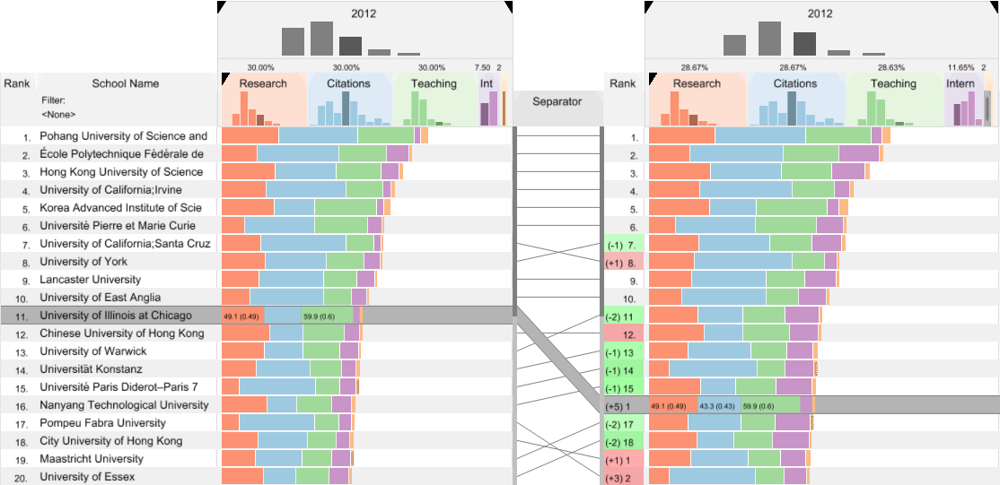 2012
2012
30.00% 30.00% 30.00% 7.50 2
28.67% 28.67% 28.63% 11.65% 2
Rank School Name Research Citations Teaching Int
Separator
Rank Research Citations Teaching Intern
Filter:
<None>
1. Pohang University of Science and 1.
2. École Polytechnique Fédérale de 2.
3. Hong Kong University of Science 3.
4. University of California;Irvine 4.
5. Korea Advanced Institute of Scie 5.
6. Université Pierre et Marie Curie 6.
7. University of California;Santa Cruz (-1) 7.
8. University of York (+1) 8.
9. Lancaster University 9.
10. University of East Anglia 10.
11. University of Illinois at Chicago 49.1 (0.49) 59.9 (0.6) (-2) 11
12. Chinese University of Hong Kong 12.
13. University of Warwick (-1) 13
14. Universität Konstanz (-1) 14
15. Université Paris Diderot–Paris 7 (-1) 15
16. Nanyang Technological University (+5) 1 49.1 (0.49) 43.3 (0.43) 59.9 (0.6)
17. Pompeu Fabra University (-2) 17
18. City University of Hong Kong (-2) 18
19. Maastricht University (+1) 1
20. University of Essex (+3) 2